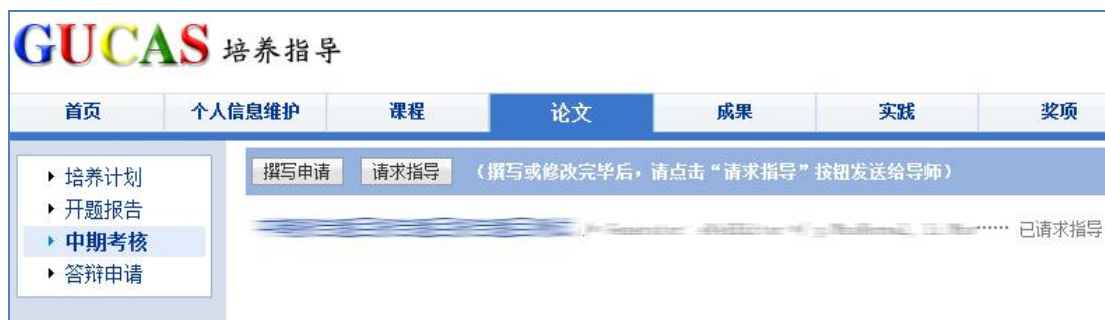 GUCAS 培养指导
首页 个人信息维护 课程 论文 成果 实践 奖项
培养计划
开题报告
中期考核
答辩申请
撰写申请 请求指导 （撰写或修改完毕后，请点击“请求指导”按钮发送给导师）
…… 已请求指导